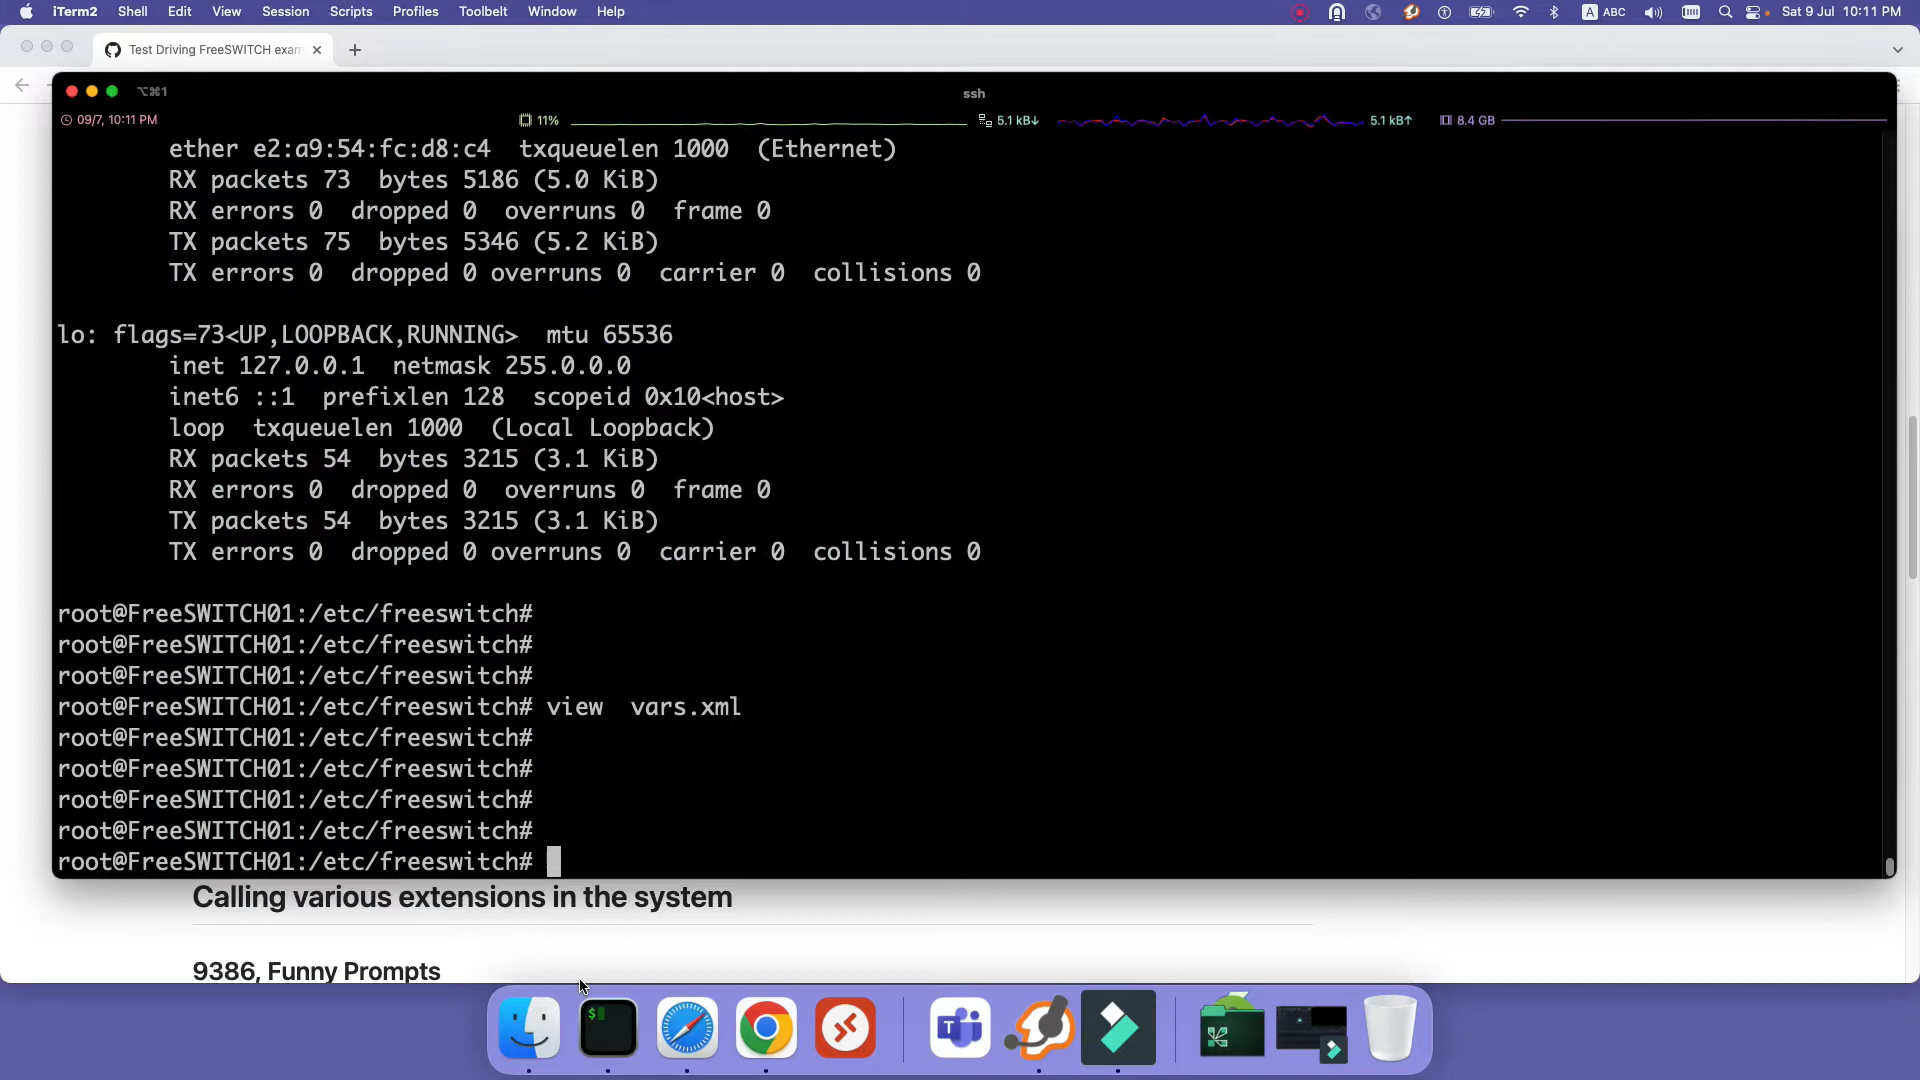 iTerm2 Shell Edit View Session Scripts Profiles Toolbelt Window Help A ABC Sat 9 Jul 10:11 PM
Test Driving FreeSWITCH exam
⌥⌘1 ssh
09/7, 10:11 PM 11% 5.1 kB↓ 5.1 kB↑ 8.4 GB
ether e2:a9:54:fc:d8:c4 txqueuelen 1000 (Ethernet)
RX packets 73 bytes 5186 (5.0 KiB)
RX errors 0 dropped 0 overruns 0 frame 0
TX packets 75 bytes 5346 (5.2 KiB)
TX errors 0 dropped 0 overruns 0 carrier 0 collisions 0
lo: flags=73<UP,LOOPBACK,RUNNING> mtu 65536
inet 127.0.0.1 netmask 255.0.0.0
inet6 ::1 prefixlen 128 scopeid 0x10<host>
loop txqueuelen 1000 (Local Loopback)
RX packets 54 bytes 3215 (3.1 KiB)
RX errors 0 dropped 0 overruns 0 frame 0
TX packets 54 bytes 3215 (3.1 KiB)
TX errors 0 dropped 0 overruns 0 carrier 0 collisions 0
root@FreeSWITCH01:/etc/freeswitch#
root@FreeSWITCH01:/etc/freeswitch#
root@FreeSWITCH01:/etc/freeswitch#
root@FreeSWITCH01:/etc/freeswitch# view vars.xml
root@FreeSWITCH01:/etc/freeswitch#
root@FreeSWITCH01:/etc/freeswitch#
root@FreeSWITCH01:/etc/freeswitch#
root@FreeSWITCH01:/etc/freeswitch#
root@FreeSWITCH01:/etc/freeswitch#
Calling various extensions in the system
9386, Funny Prompts
$
T